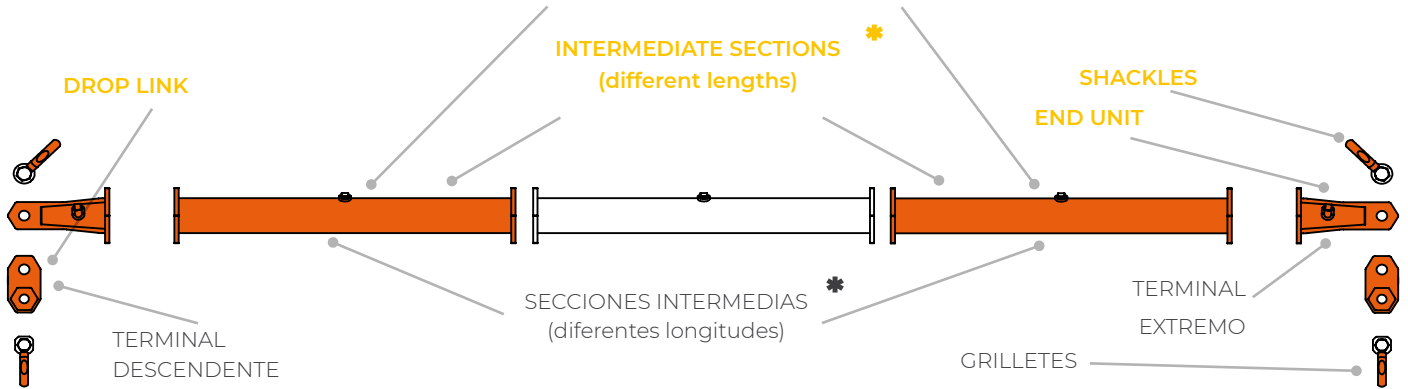 INTERMEDIATE SECTIONS *
(different lengths)
DROP LINK
SHACKLES
END UNIT
SECCIONES INTERMEDIAS *
(diferentes longitudes)
TERMINAL
DESCENDENTE
TERMINAL
EXTREMO
GRILLETES